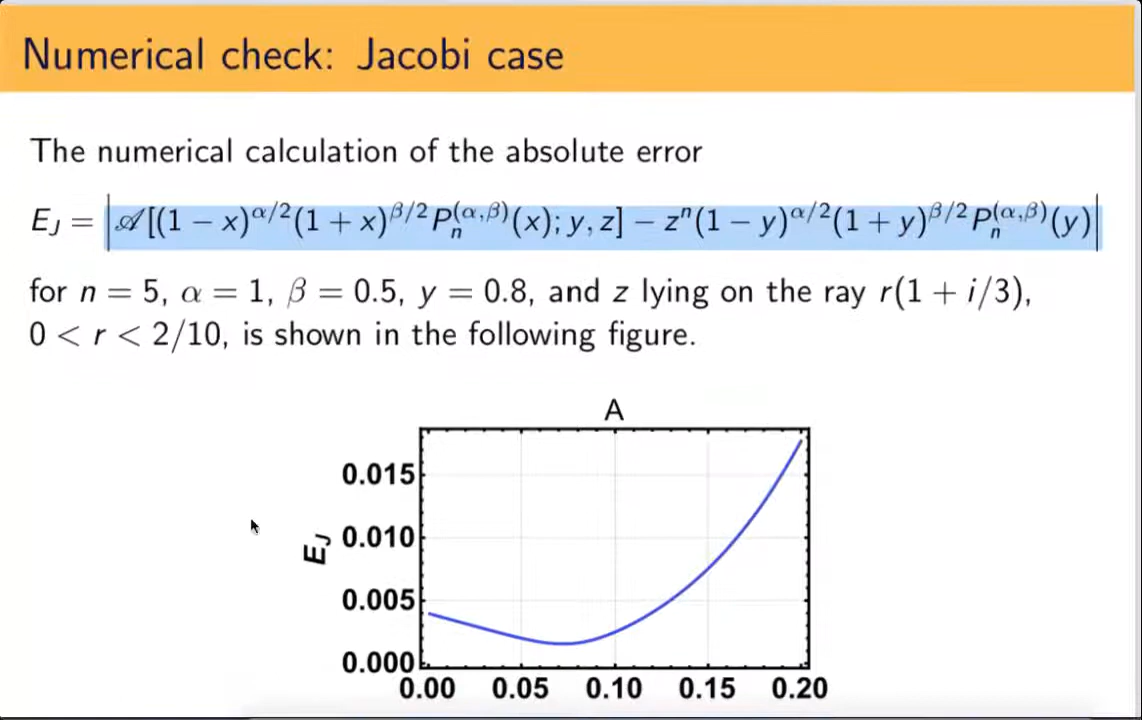 Numerical check: Jacobi case
The numerical calculation of the absolute error
E_J = |𝒜[(1 − x)^{α/2}(1 + x)^{β/2} P_n^{(α,β)}(x); y, z] − z^n(1 − y)^{α/2}(1 + y)^{β/2} P_n^{(α,β)}(y)|
for n = 5, α = 1, β = 0.5, y = 0.8, and z lying on the ray r(1 + i/3),
0 < r < 2/10, is shown in the following figure.
A
0.015
0.010
E_J
0.005
0.000
0.00 0.05 0.10 0.15 0.20